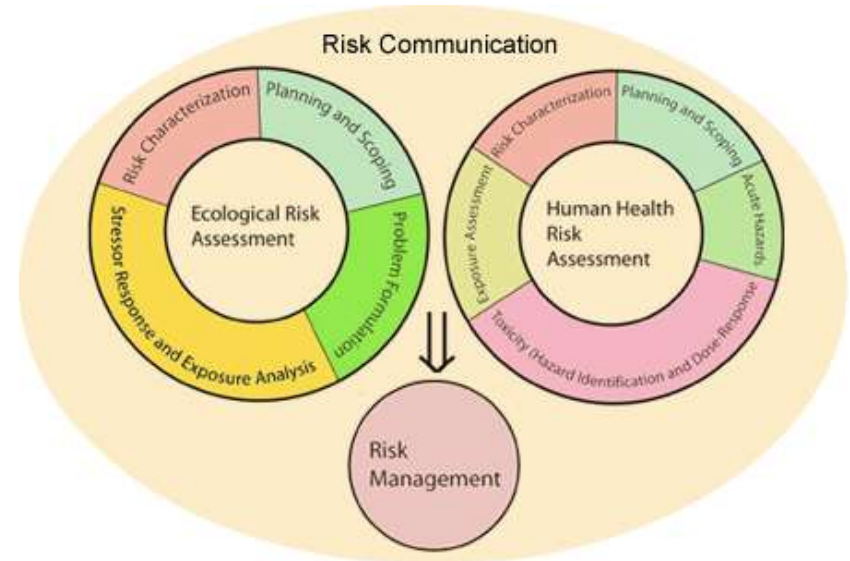 Risk Communication
Risk Characterization
Planning and Scoping
Problem Formulation
Stressor Response and Exposure Analysis
Ecological Risk
Assessment
Risk Characterization
Planning and Scoping
Acute Hazards
Toxicity (Hazard Identification and Dose-Response
Exposure Assessment
Human Health
Risk
Assessment
Risk
Management